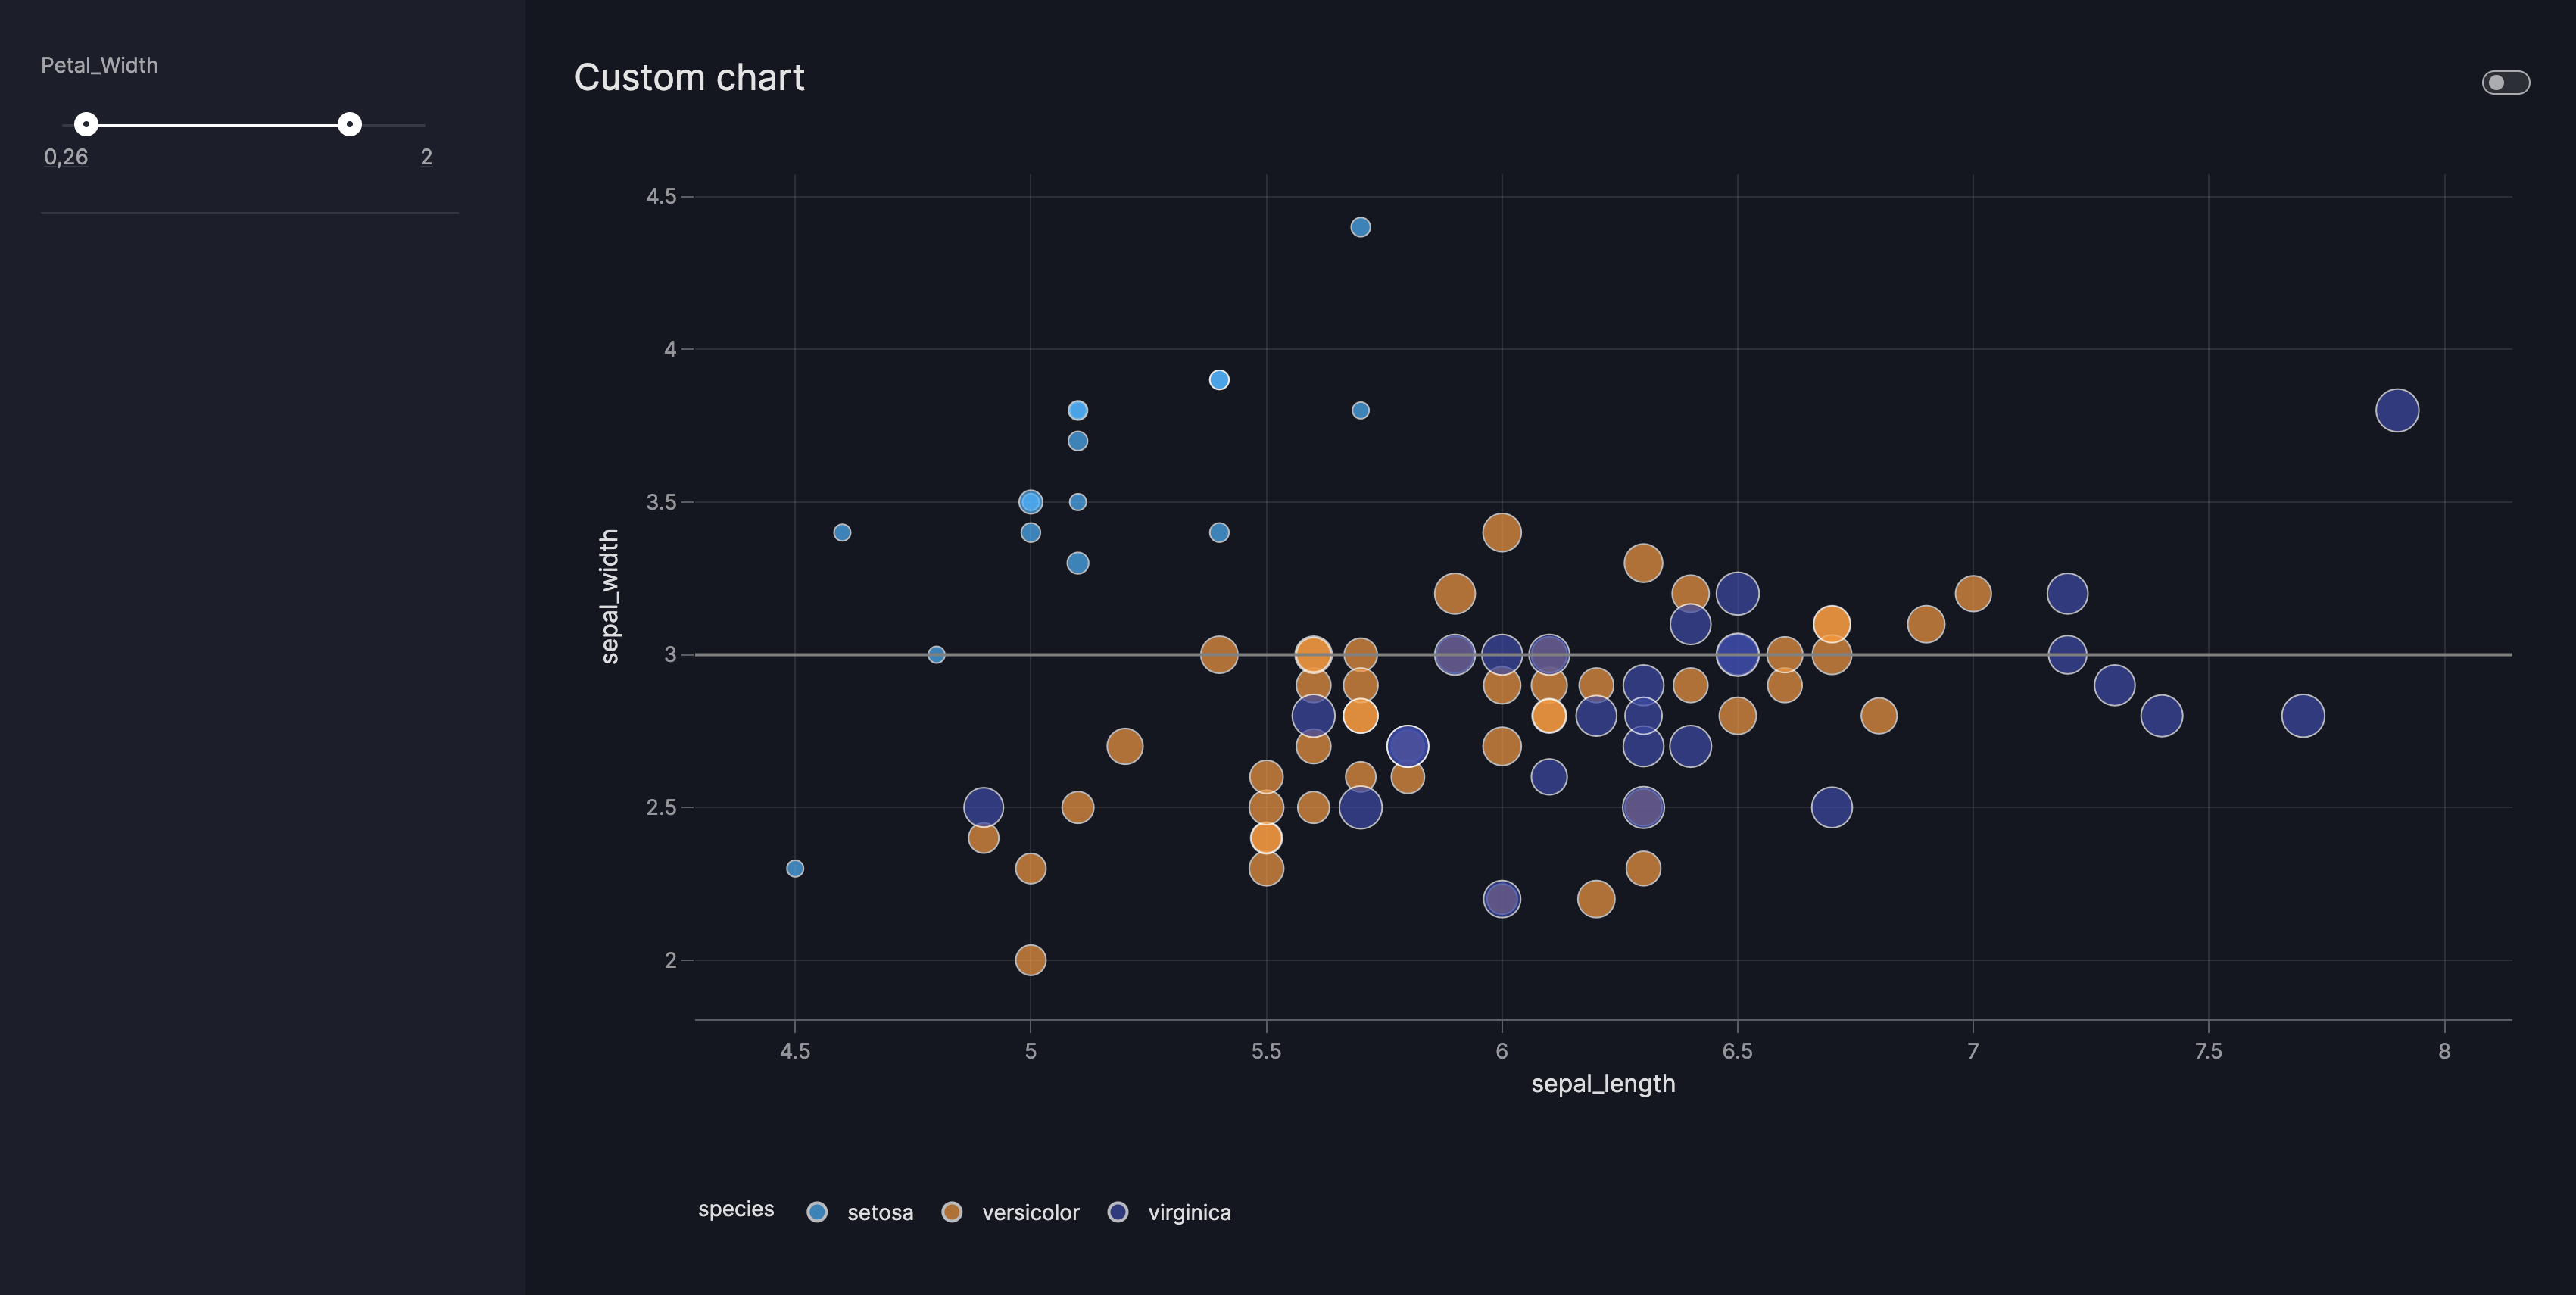 Petal_Width
0,26 2
Custom chart
4.5
4
3.5
3
2.5
2
sepal_width
4.5 5 5.5 6 6.5 7 7.5 8
sepal_length
species setosa versicolor virginica